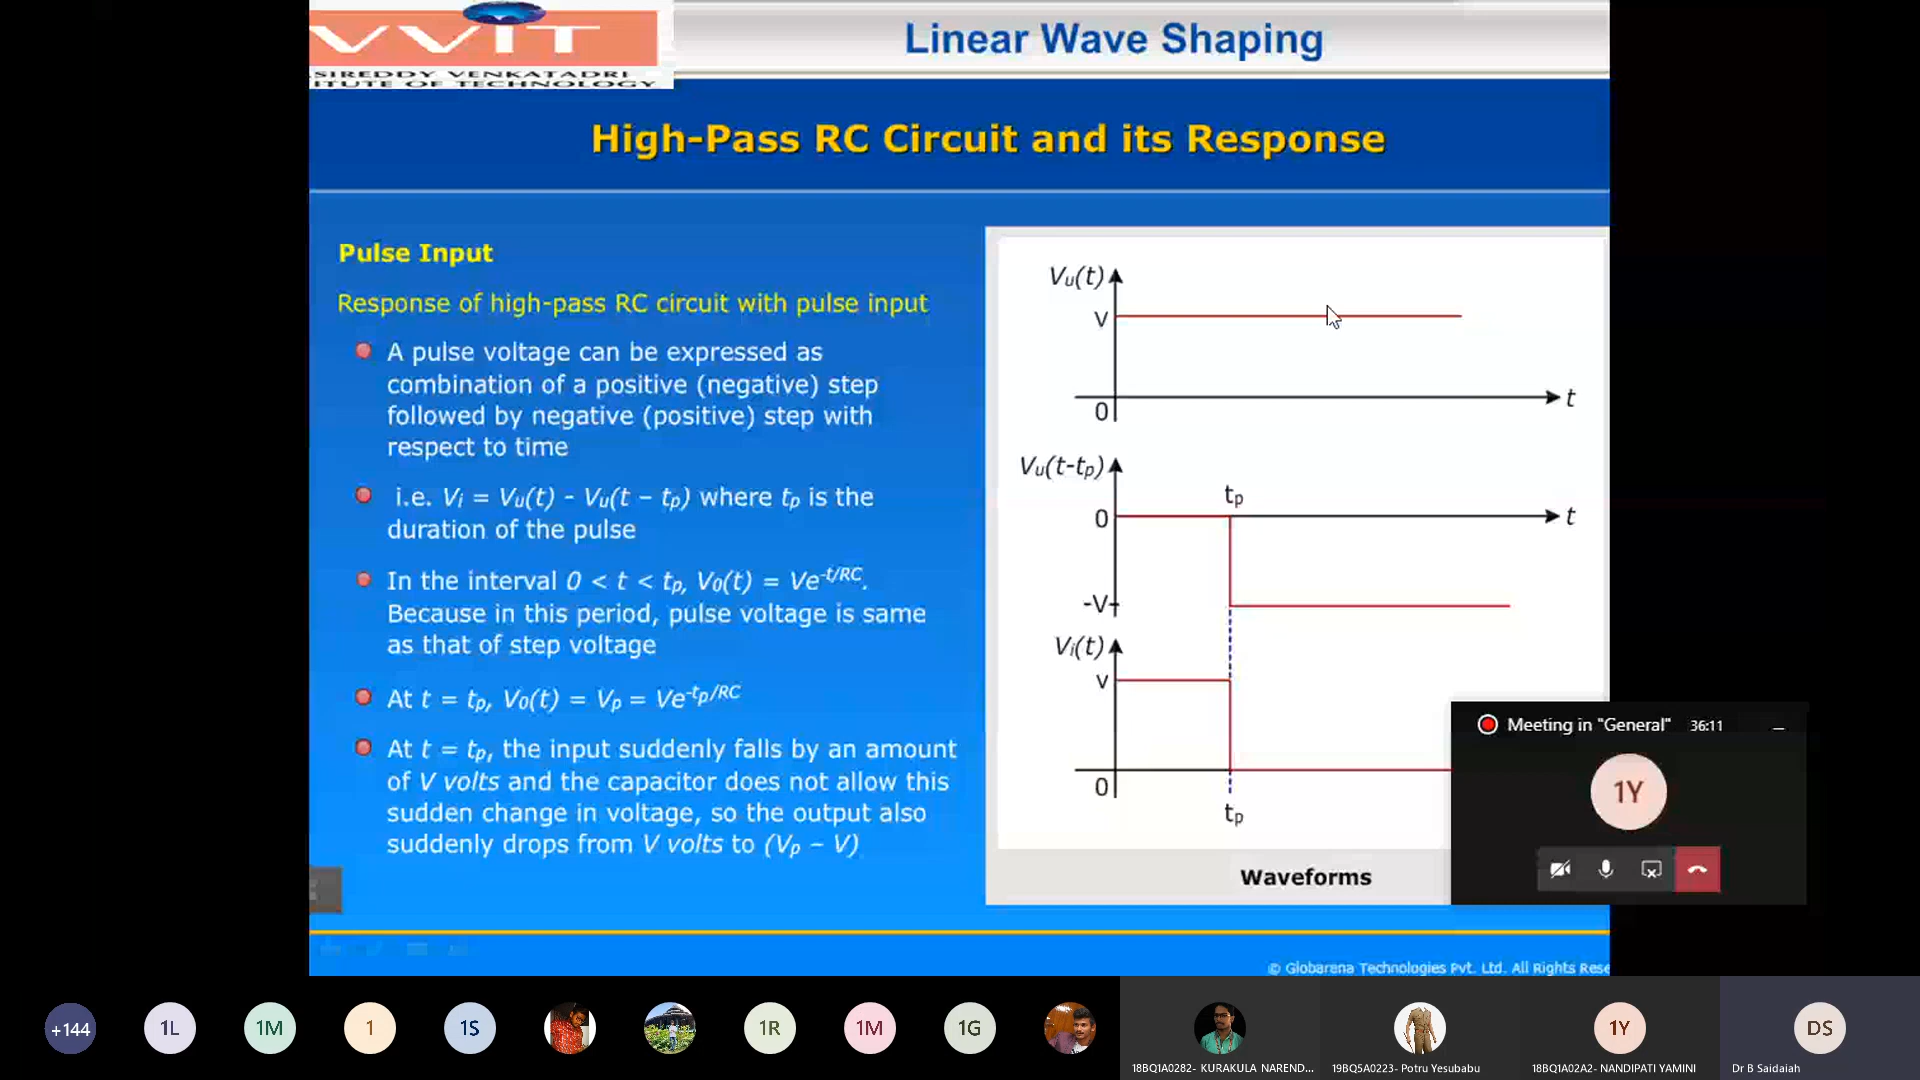 VVIT
SIREDDY VENKATADRI
ITUTE OF TECHNOLOGY
Linear Wave Shaping
High-Pass RC Circuit and its Response
Pulse Input
Response of high-pass RC circuit with pulse input
A pulse voltage can be expressed as
combination of a positive (negative) step
followed by negative (positive) step with
respect to time
i.e. Vi = Vu(t) - Vu(t – tp) where tp is the
duration of the pulse
In the interval 0 < t < tp, V0(t) = Ve-t/RC.
Because in this period, pulse voltage is same
as that of step voltage
At t = tp, V0(t) = Vp = Ve-tp/RC
At t = tp, the input suddenly falls by an amount
of V volts and the capacitor does not allow this
sudden change in voltage, so the output also
suddenly drops from V volts to (Vp – V)
Vu(t)
V
0
t
Vu(t-tp)
tp
0
t
-V
Vi(t)
V
0
tp
Waveforms
Meeting in "General" 36:11
1Y
© Globarena Technologies Pvt. Ltd. All Rights Rese
+144
1L
1M
1
1S
1R
1M
1G
1Y
DS
18BQ1A0282- KURAKULA NAREND...
19BQ5A0223- Potru Yesubabu
18BQ1A02A2- NANDIPATI YAMINI
Dr B Saidaiah